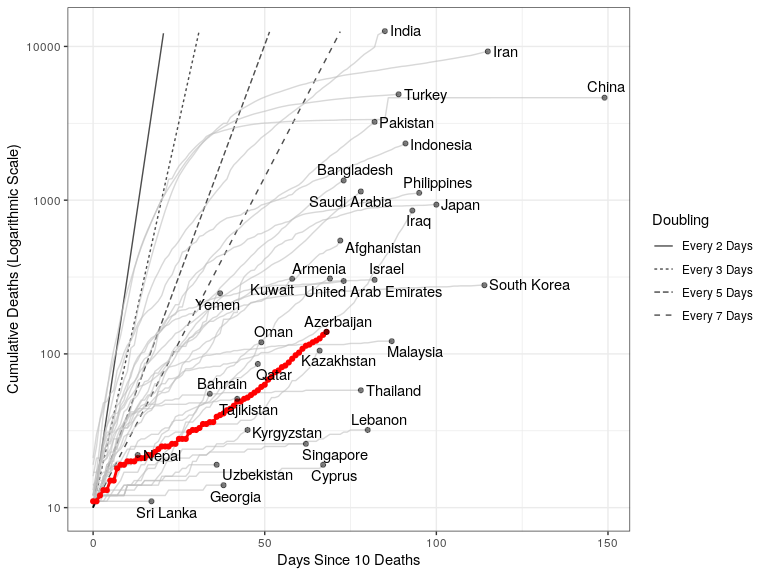 India
Iran
China
Turkey
Pakistan
Indonesia
Bangladesh
Philippines
Saudi Arabia
Japan
Iraq
Afghanistan
Armenia
Israel
Kuwait
United Arab Emirates
South Korea
Yemen
Azerbaijan
Oman
Malaysia
Kazakhstan
Qatar
Bahrain
Thailand
Tajikistan
Lebanon
Kyrgyzstan
Nepal
Singapore
Uzbekistan
Cyprus
Georgia
Sri Lanka
10000
1000
100
10
0
50
100
150
Days Since 10 Deaths
Cumulative Deaths (Logarithmic Scale)
Doubling
Every 2 Days
Every 3 Days
Every 5 Days
Every 7 Days